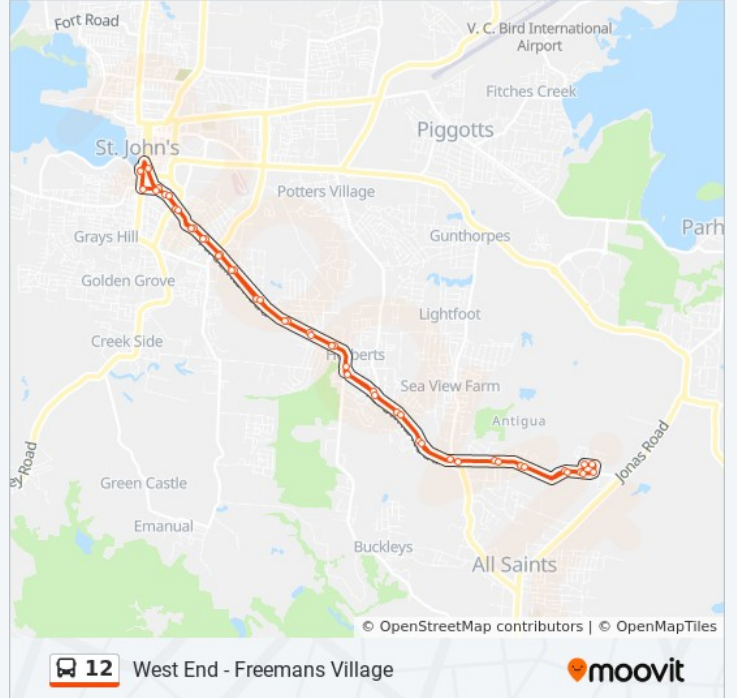 Fort Road
V. C. Bird International
Airport
Fitches Creek
Piggotts
St. John's
Potters Village
Parh
Grays Hill
Gunthorpes
Golden Grove
Lightfoot
Creek Side
Sea View Farm
Antigua
Jonas Road
Road
Green Castle
Emanual
Buckleys
All Saints
© OpenStreetMap contributors | © OpenMapTiles
12 West End - Freemans Village
moovit